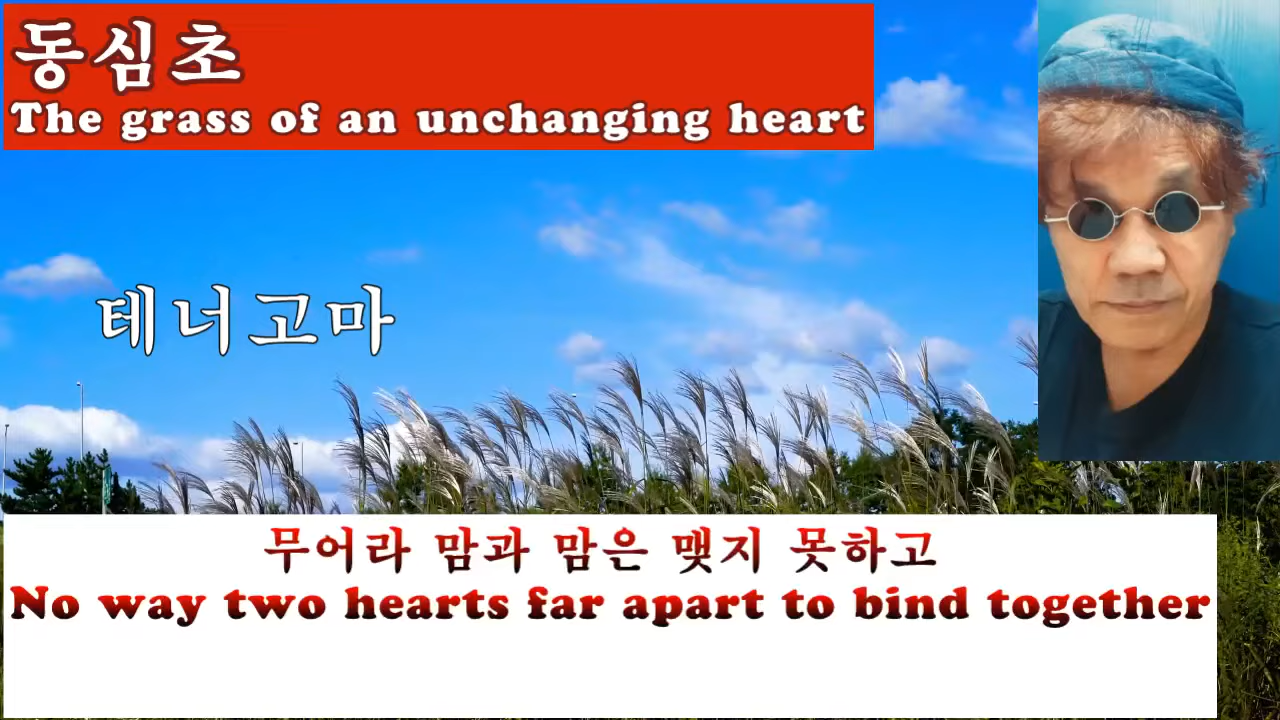 동심초
The grass of an unchanging heart
테너고마
무어라 맘과 맘은 맺지 못하고
No way two hearts far apart to bind together